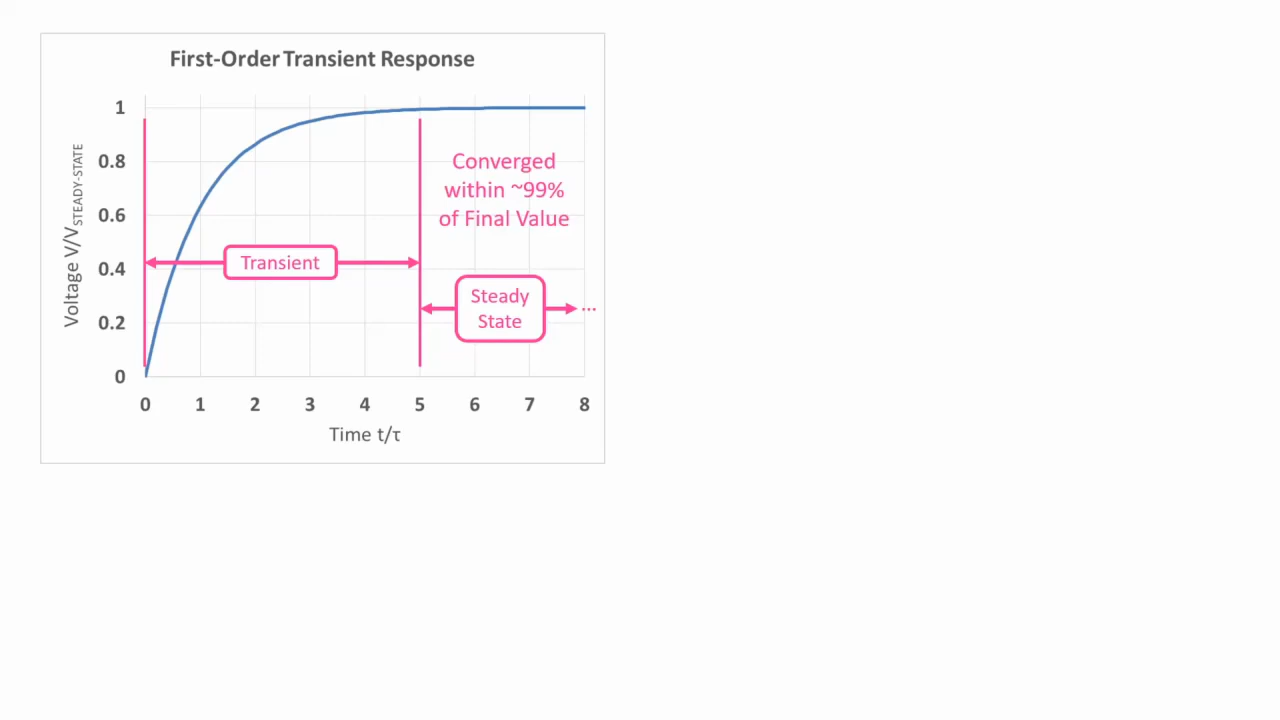 First-Order Transient Response
Voltage V/VSTEADY-STATE
1
0.8
0.6
0.4
0.2
0
Converged
within ~99%
of Final Value
Transient
Steady
State
...
0 1 2 3 4 5 6 7 8
Time t/τ